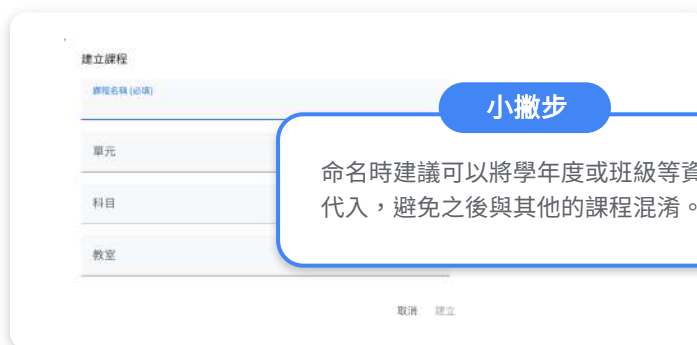 建立課程
課程名稱 (必填)
小撇步
單元
命名時建議可以將學年度或班級等資
代入，避免之後與其他的課程混淆。
科目
教室
取消 建立